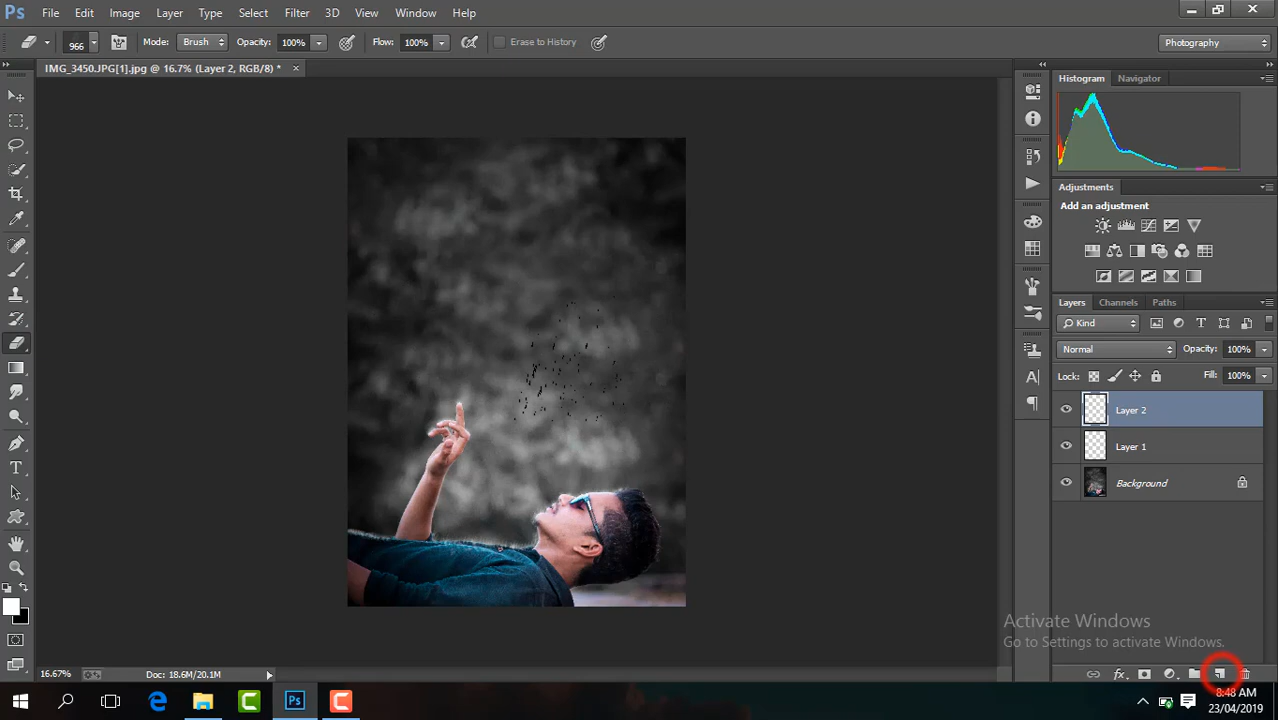 Ps File Edit Image Layer Type Select Filter 3D View Window Help
966 Mode: Brush Opacity: 100% Flow: 100% Erase to History Photography
IMG_3450.JPG[1].jpg @ 16.7% (Layer 2, RGB/8) * ×
Histogram Navigator
Adjustments
Add an adjustment
Layers Channels Paths
Kind
Normal Opacity: 100%
Lock: Fill: 100%
Layer 2
Layer 1
Background
Activate Windows
Go to Settings to activate Windows.
16.67% Doc: 18.6M/20.1M
8:48 AM
23/04/2019